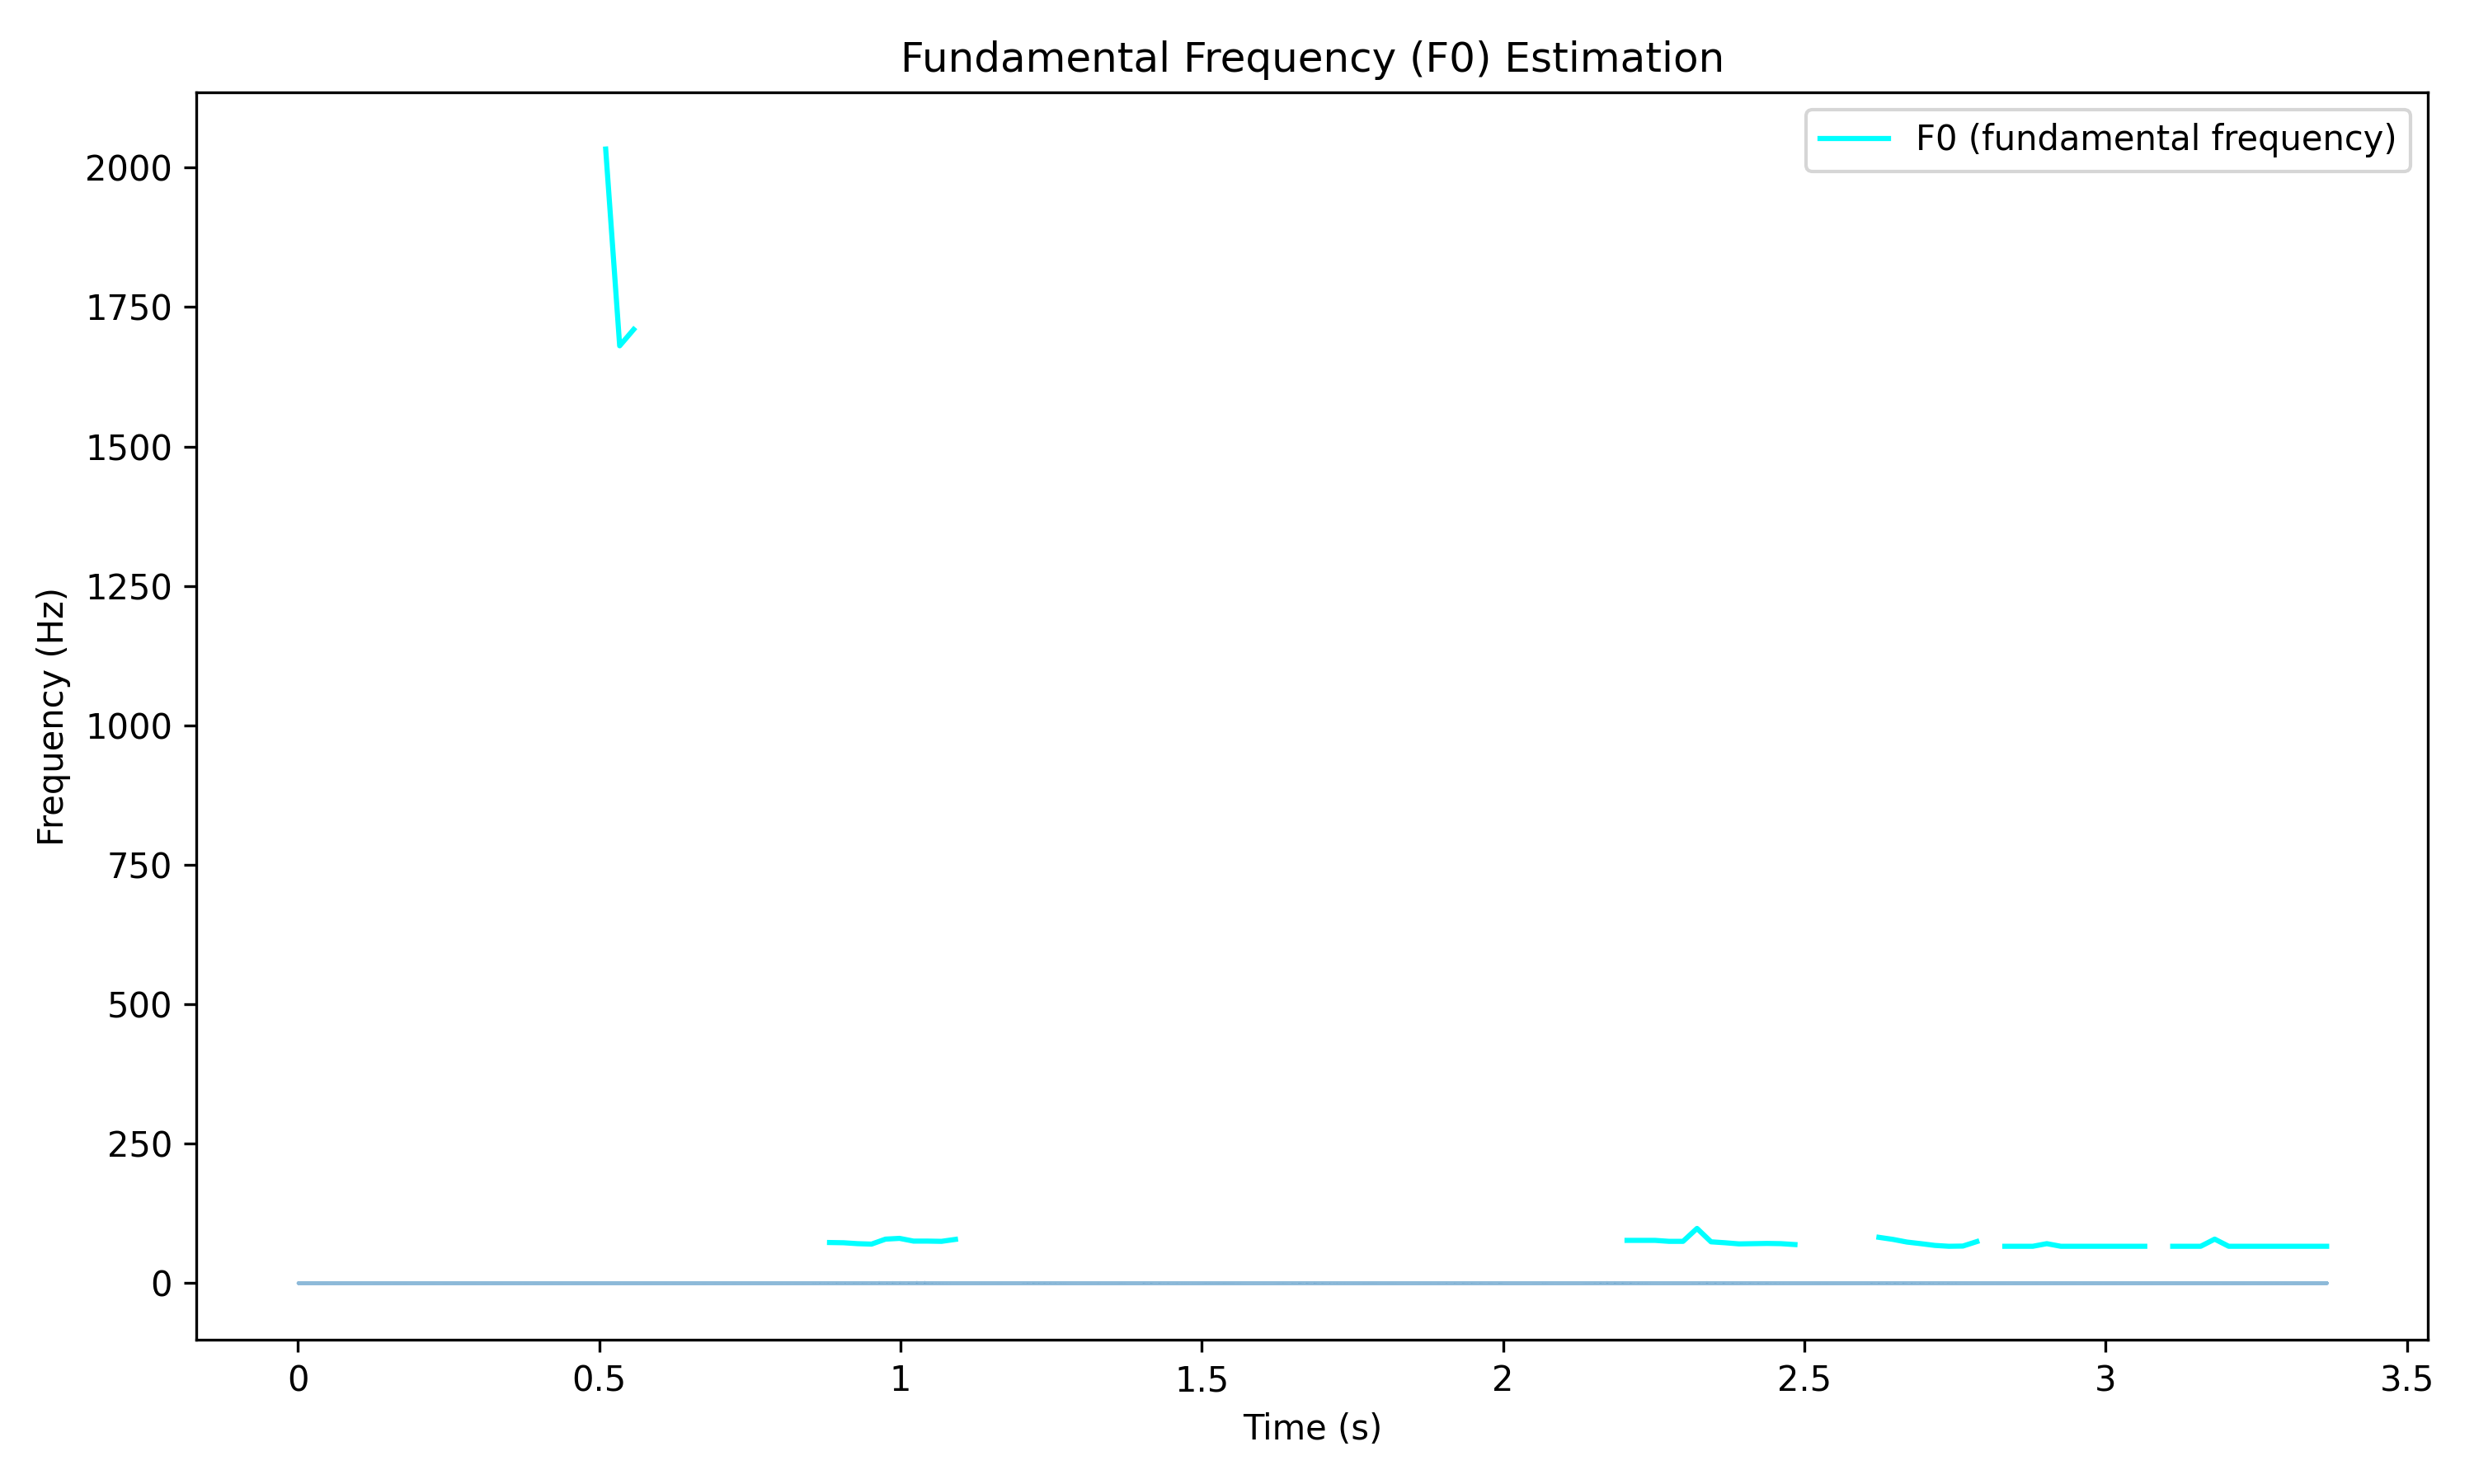 Fundamental Frequency (F0) Estimation
F0 (fundamental frequency)
Frequency (Hz)
2000
1750
1500
1250
1000
750
500
250
0
0 0.5 1 1.5 2 2.5 3 3.5
Time (s)